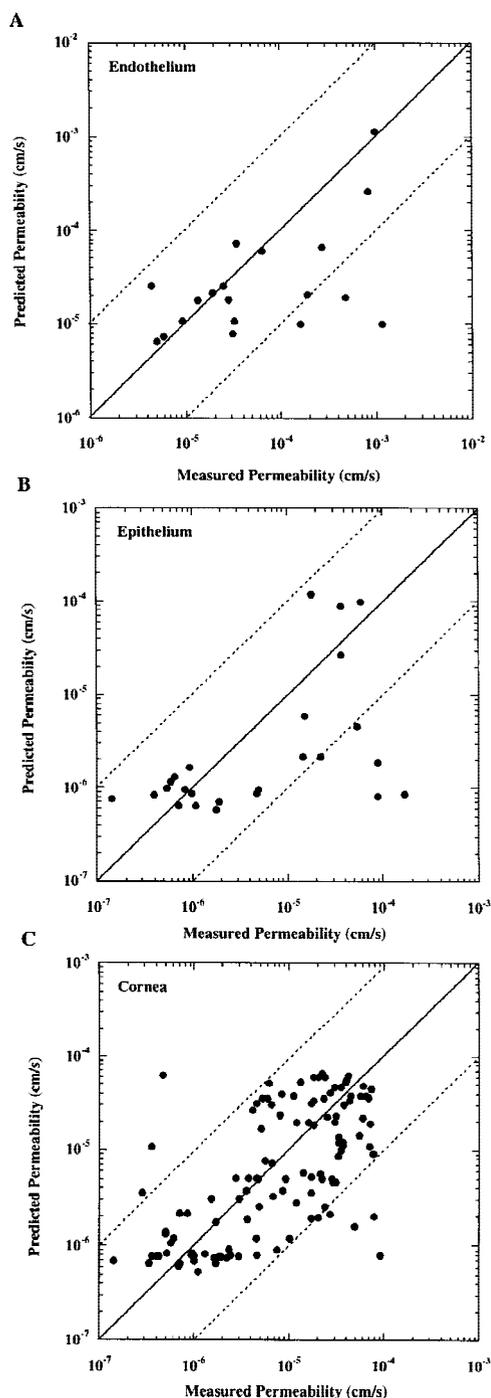 A
10⁻²
Endothelium
10⁻³
Predicted Permeability (cm/s)
10⁻⁴
10⁻⁵
10⁻⁶
10⁻⁶ 10⁻⁵ 10⁻⁴ 10⁻³ 10⁻²
Measured Permeability (cm/s)
B
10⁻³
Epithelium
10⁻⁴
Predicted Permeability (cm/s)
10⁻⁵
10⁻⁶
10⁻⁷
10⁻⁷ 10⁻⁶ 10⁻⁵ 10⁻⁴ 10⁻³
Measured Permeability (cm/s)
C
10⁻³
Cornea
10⁻⁴
Predicted Permeability (cm/s)
10⁻⁵
10⁻⁶
10⁻⁷
10⁻⁷ 10⁻⁶ 10⁻⁵ 10⁻⁴ 10⁻³
Measured Permeability (cm/s)